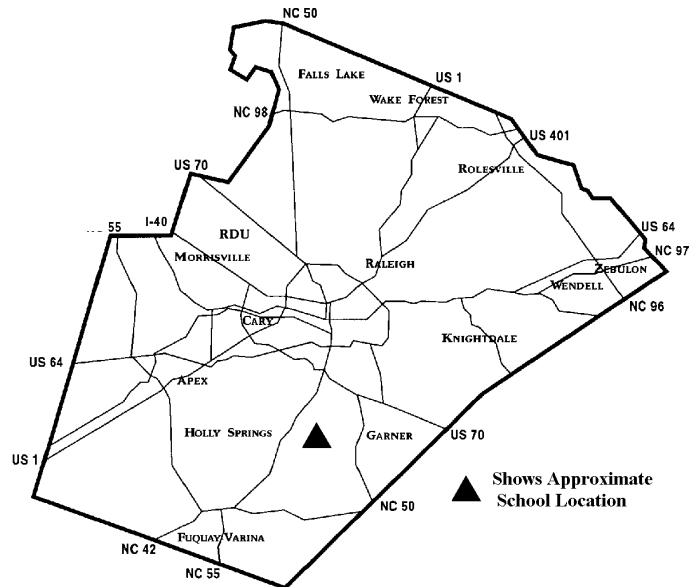 NC 50
FALLS LAKE
US 1
WAKE FOREST
NC 98
US 401
US 70
ROLESVILLE
55
I-40
RDU
US 64
MORRISVILLE
RALEIGH
NC 97
ZEBULON
WENDELL
NC 96
CARY
KNIGHTDALE
US 64
APEX
HOLLY SPRINGS
GARNER
US 70
US 1
Shows Approximate
School Location
NC 50
FUQUAY VARINA
NC 42
NC 55